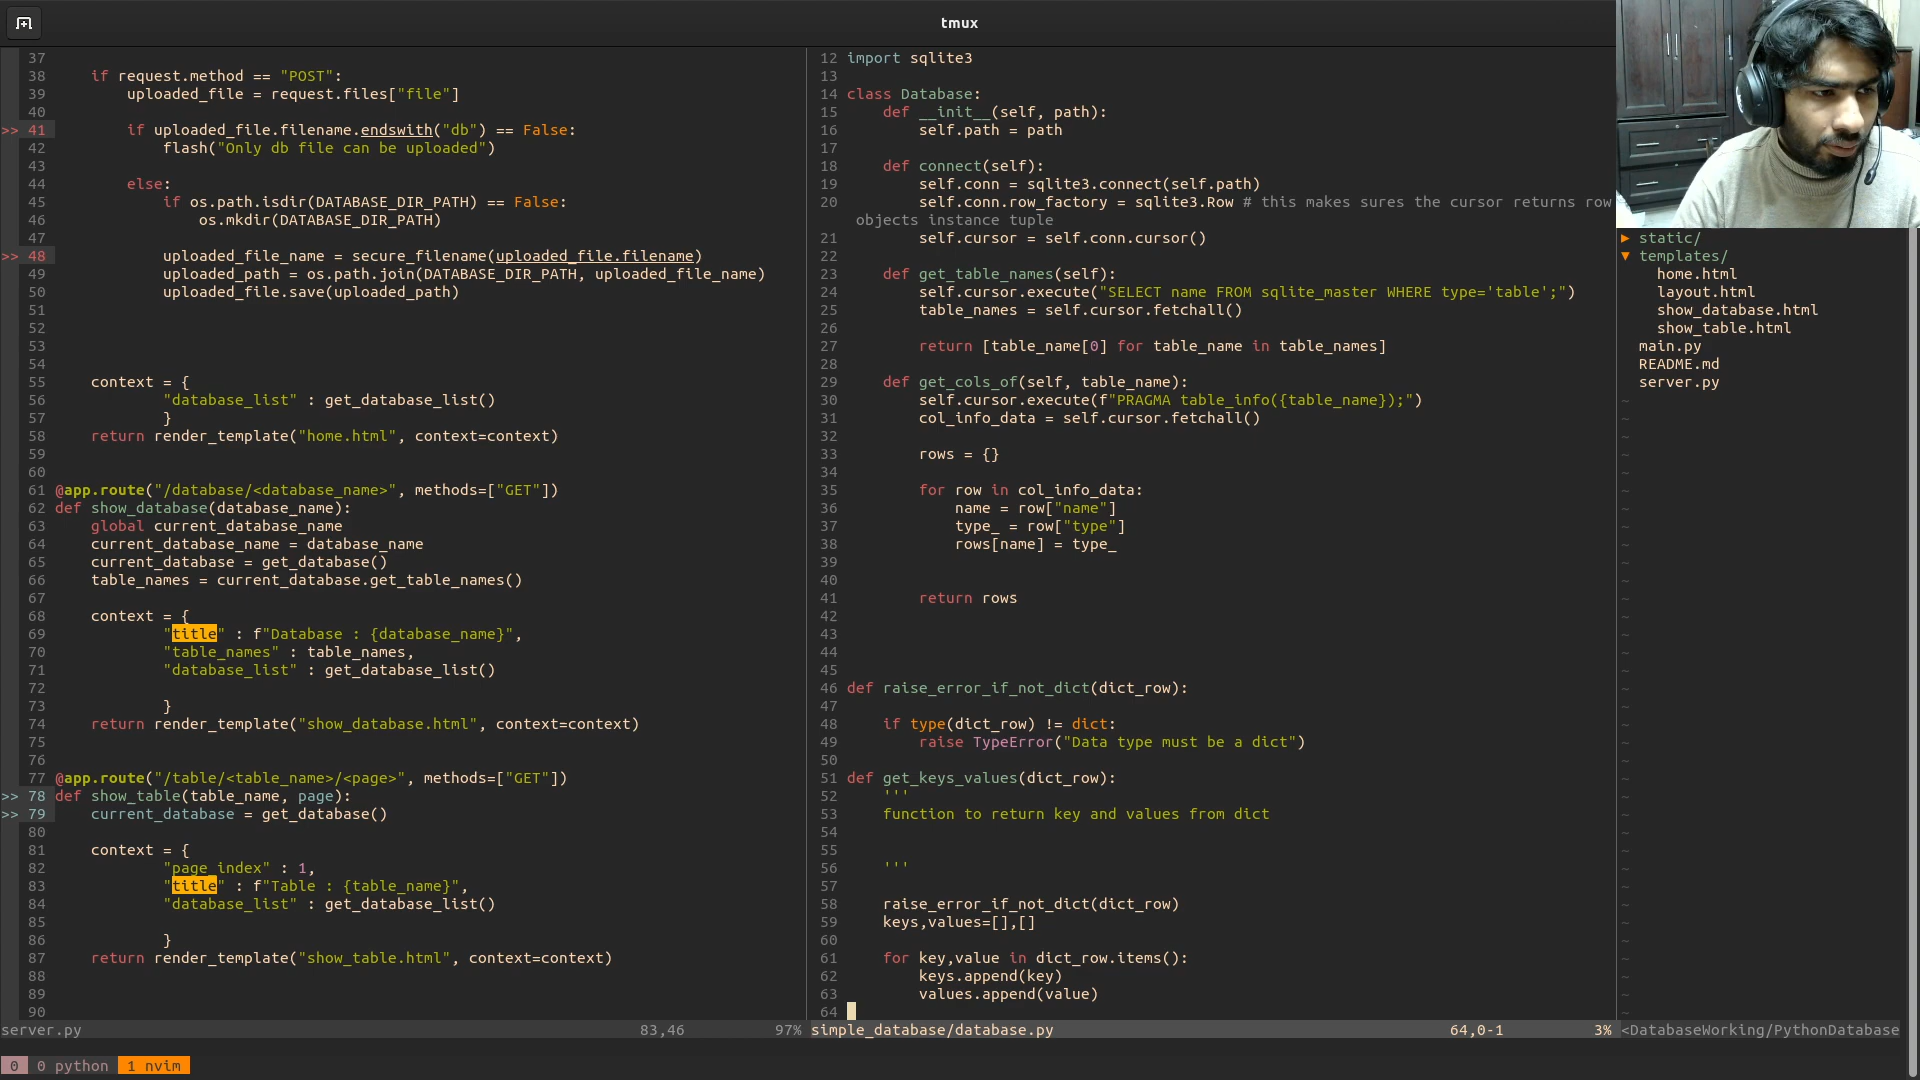 tmux
37
38     if request.method == "POST":
39         uploaded_file = request.files["file"]
40
>> 41         if uploaded_file.filename.endswith("db") == False:
42             flash("Only db file can be uploaded")
43
44         else:
45             if os.path.isdir(DATABASE_DIR_PATH) == False:
46                 os.mkdir(DATABASE_DIR_PATH)
47
>> 48             uploaded_file_name = secure_filename(uploaded_file.filename)
49             uploaded_path = os.path.join(DATABASE_DIR_PATH, uploaded_file_name)
50             uploaded_file.save(uploaded_path)
51
52
53
54
55     context = {
56             "database_list" : get_database_list()
57             }
58     return render_template("home.html", context=context)
59
60
61 @app.route("/database/<database_name>", methods=["GET"])
62 def show_database(database_name):
63     global current_database_name
64     current_database_name = database_name
65     current_database = get_database()
66     table_names = current_database.get_table_names()
67
68     context = {
69             "title" : f"Database : {database_name}",
70             "table_names" : table_names,
71             "database_list" : get_database_list()
72
73             }
74     return render_template("show_database.html", context=context)
75
76
77 @app.route("/table/<table_name>/<page>", methods=["GET"])
>> 78 def show_table(table_name, page):
>> 79     current_database = get_database()
80
81     context = {
82             "page_index" : 1,
83             "title" : f"Table : {table_name}",
84             "database_list" : get_database_list()
85
86             }
87     return render_template("show_table.html", context=context)
88
89
90
server.py 83,46 97%
12 import sqlite3
13
14 class Database:
15     def __init__(self, path):
16         self.path = path
17
18     def connect(self):
19         self.conn = sqlite3.connect(self.path)
20         self.conn.row_factory = sqlite3.Row # this makes sures the cursor returns row
objects instance tuple
21         self.cursor = self.conn.cursor()
22
23     def get_table_names(self):
24         self.cursor.execute("SELECT name FROM sqlite_master WHERE type='table';")
25         table_names = self.cursor.fetchall()
26
27         return [table_name[0] for table_name in table_names]
28
29     def get_cols_of(self, table_name):
30         self.cursor.execute(f"PRAGMA table_info({table_name});")
31         col_info_data = self.cursor.fetchall()
32
33         rows = {}
34
35         for row in col_info_data:
36             name = row["name"]
37             type_ = row["type"]
38             rows[name] = type_
39
40
41         return rows
42
43
44
45
46 def raise_error_if_not_dict(dict_row):
47
48     if type(dict_row) != dict:
49         raise TypeError("Data type must be a dict")
50
51 def get_keys_values(dict_row):
52     '''
53     function to return key and values from dict
54
55
56     '''
57
58     raise_error_if_not_dict(dict_row)
59     keys,values=[],[]
60
61     for key,value in dict_row.items():
62         keys.append(key)
63         values.append(value)
64
simple_database/database.py 64,0-1 3%
▶ static/
▼ templates/
home.html
layout.html
show_database.html
show_table.html
main.py
README.md
server.py
<DatabaseWorking/PythonDatabase
0 0 python 1 nvim